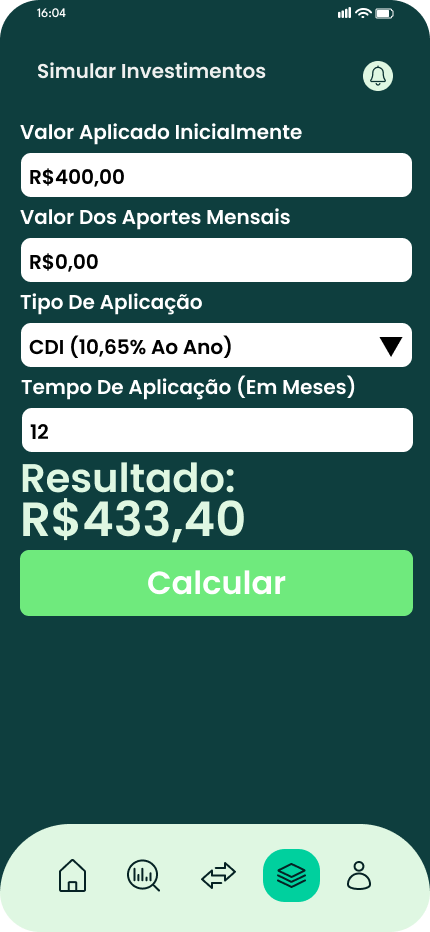 16:04
Simular Investimentos
Valor Aplicado Inicialmente
R$400,00
Valor Dos Aportes Mensais
R$0,00
Tipo De Aplicação
CDI (10,65% Ao Ano)
Tempo De Aplicação (Em Meses)
12
Resultado:
R$433,40
Calcular